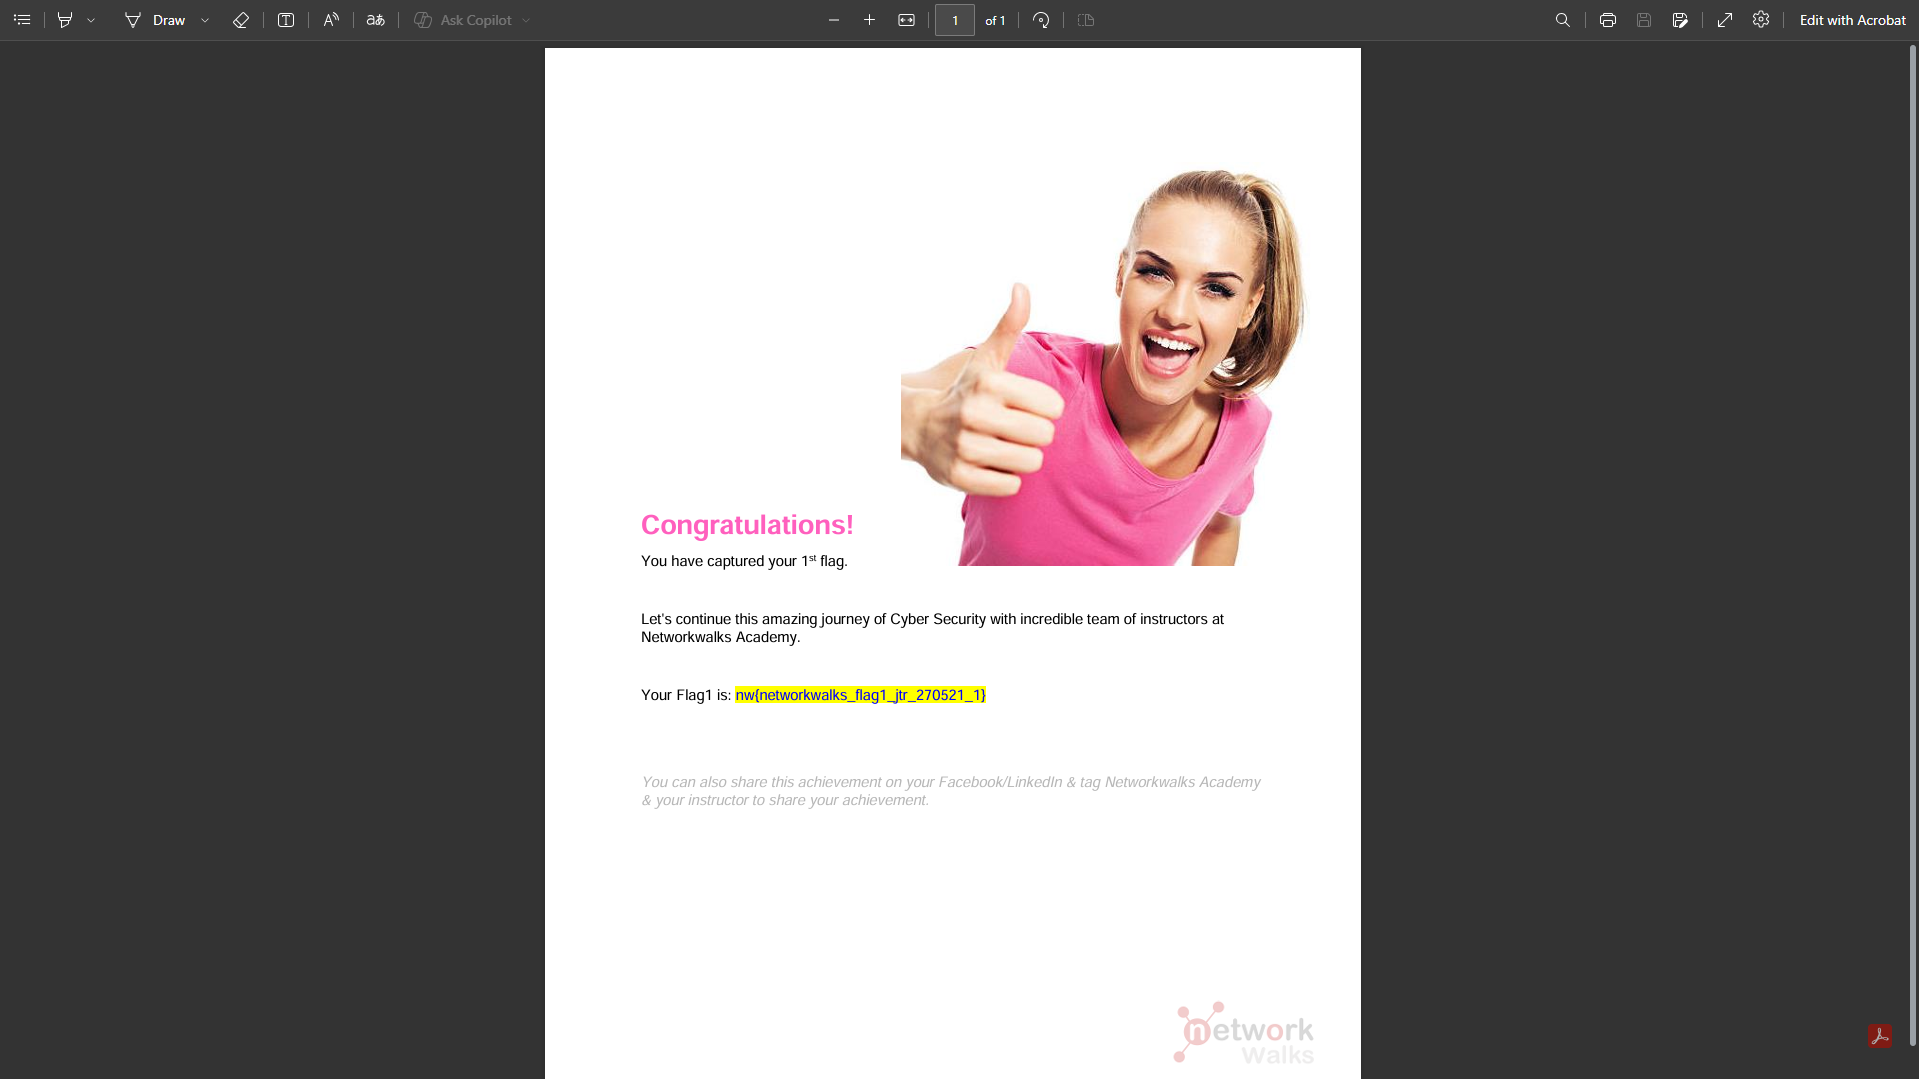 Draw
Ask Copilot
1
of 1
Edit with Acrobat
Congratulations!
You have captured your 1st flag.
Let's continue this amazing journey of Cyber Security with incredible team of instructors at
Networkwalks Academy.
Your Flag1 is: nw{networkwalks_flag1_jtr_270521_1}
You can also share this achievement on your Facebook/LinkedIn & tag Networkwalks Academy
& your instructor to share your achievement.
network
Walks